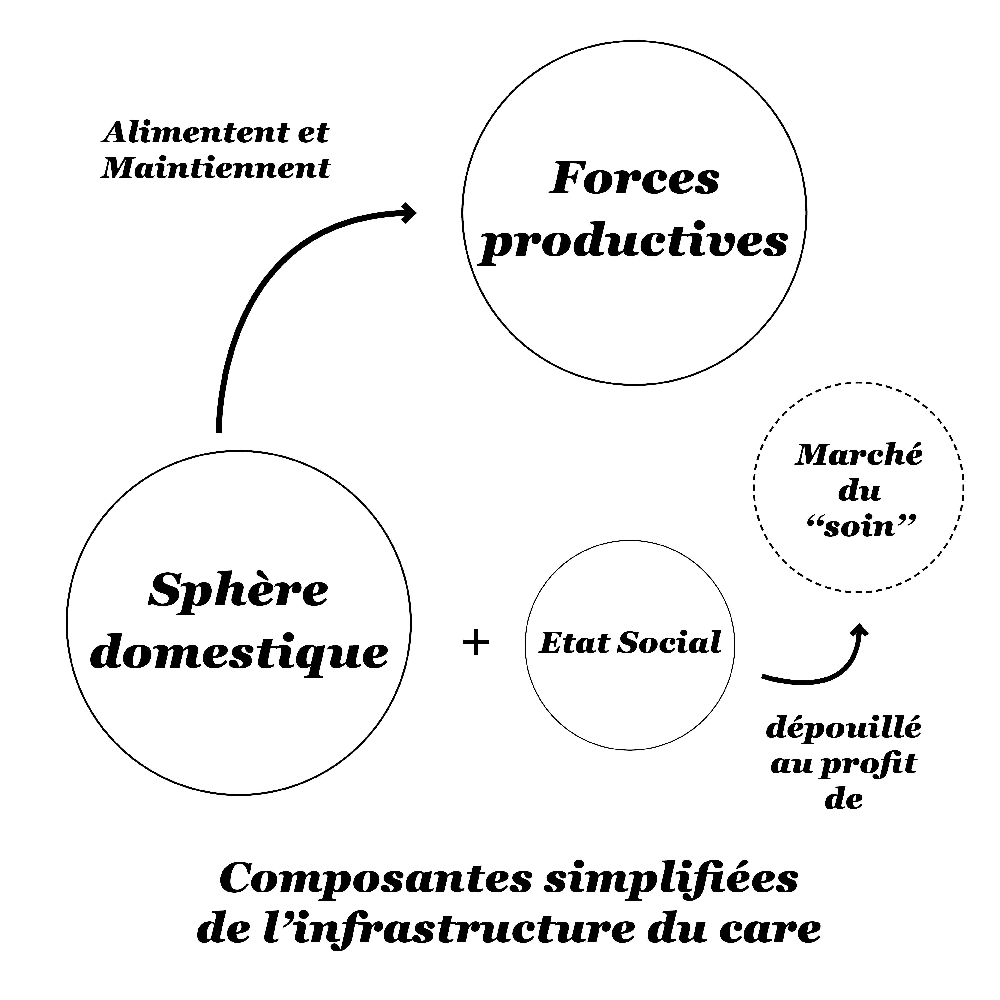 Alimentent et
Maintiennent
Forces
productives
Marché
du
“soin”
Sphère
domestique
+
Etat Social
dépouillé
au profit
de
Composantes simplifiées
de l’infrastructure du care